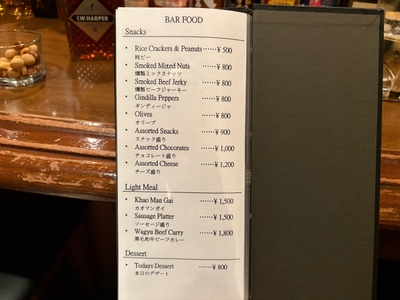 I.W.HARPER
BAR FOOD
Snacks
• Rice Crackers & Peanuts ······¥ 500
柿ピー
• Smoked Mixed Nuts ······¥ 800
燻製ミックスナッツ
• Smoked Beef Jerky ······¥ 800
燻製ビーフジャーキー
• Gindilla Peppers ······¥ 800
ギンディージャ
• Olives ······¥ 800
オリーブ
• Assorted Snacks ······¥ 900
スナック盛り
• Assorted Chocorates ······¥ 1,000
チョコレート盛り
• Assorted Cheese ······¥ 1,200
チーズ盛り
Light Meal
• Khao Man Gai ······¥ 1,500
カオマンガイ
• Sausage Platter ······¥ 1,500
ソーセージ盛り
• Wagyu Beef Curry ······¥ 1,800
黒毛和牛ビーフカレー
Dessert
• Todays Dessert ······¥ 800
本日のデザート